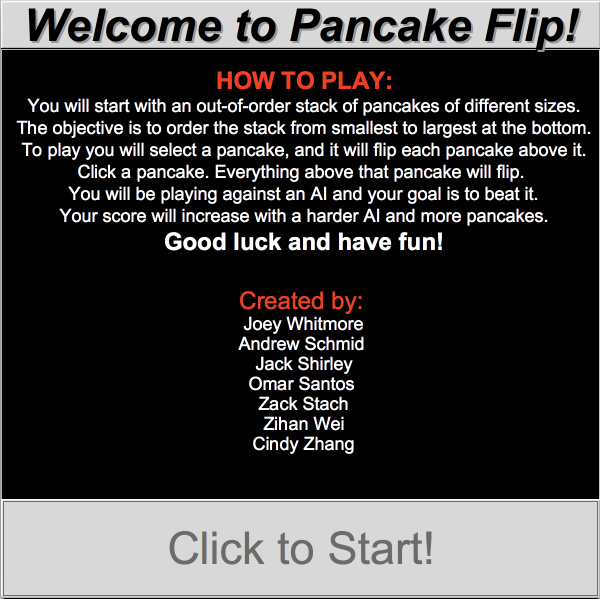 Welcome to Pancake Flip!
HOW TO PLAY:
You will start with an out-of-order stack of pancakes of different sizes.
The objective is to order the stack from smallest to largest at the bottom.
To play you will select a pancake, and it will flip each pancake above it.
Click a pancake. Everything above that pancake will flip.
You will be playing against an AI and your goal is to beat it.
Your score will increase with a harder AI and more pancakes.
Good luck and have fun!
Created by:
Joey Whitmore
Andrew Schmid
Jack Shirley
Omar Santos
Zack Stach
Zihan Wei
Cindy Zhang
Click to Start!